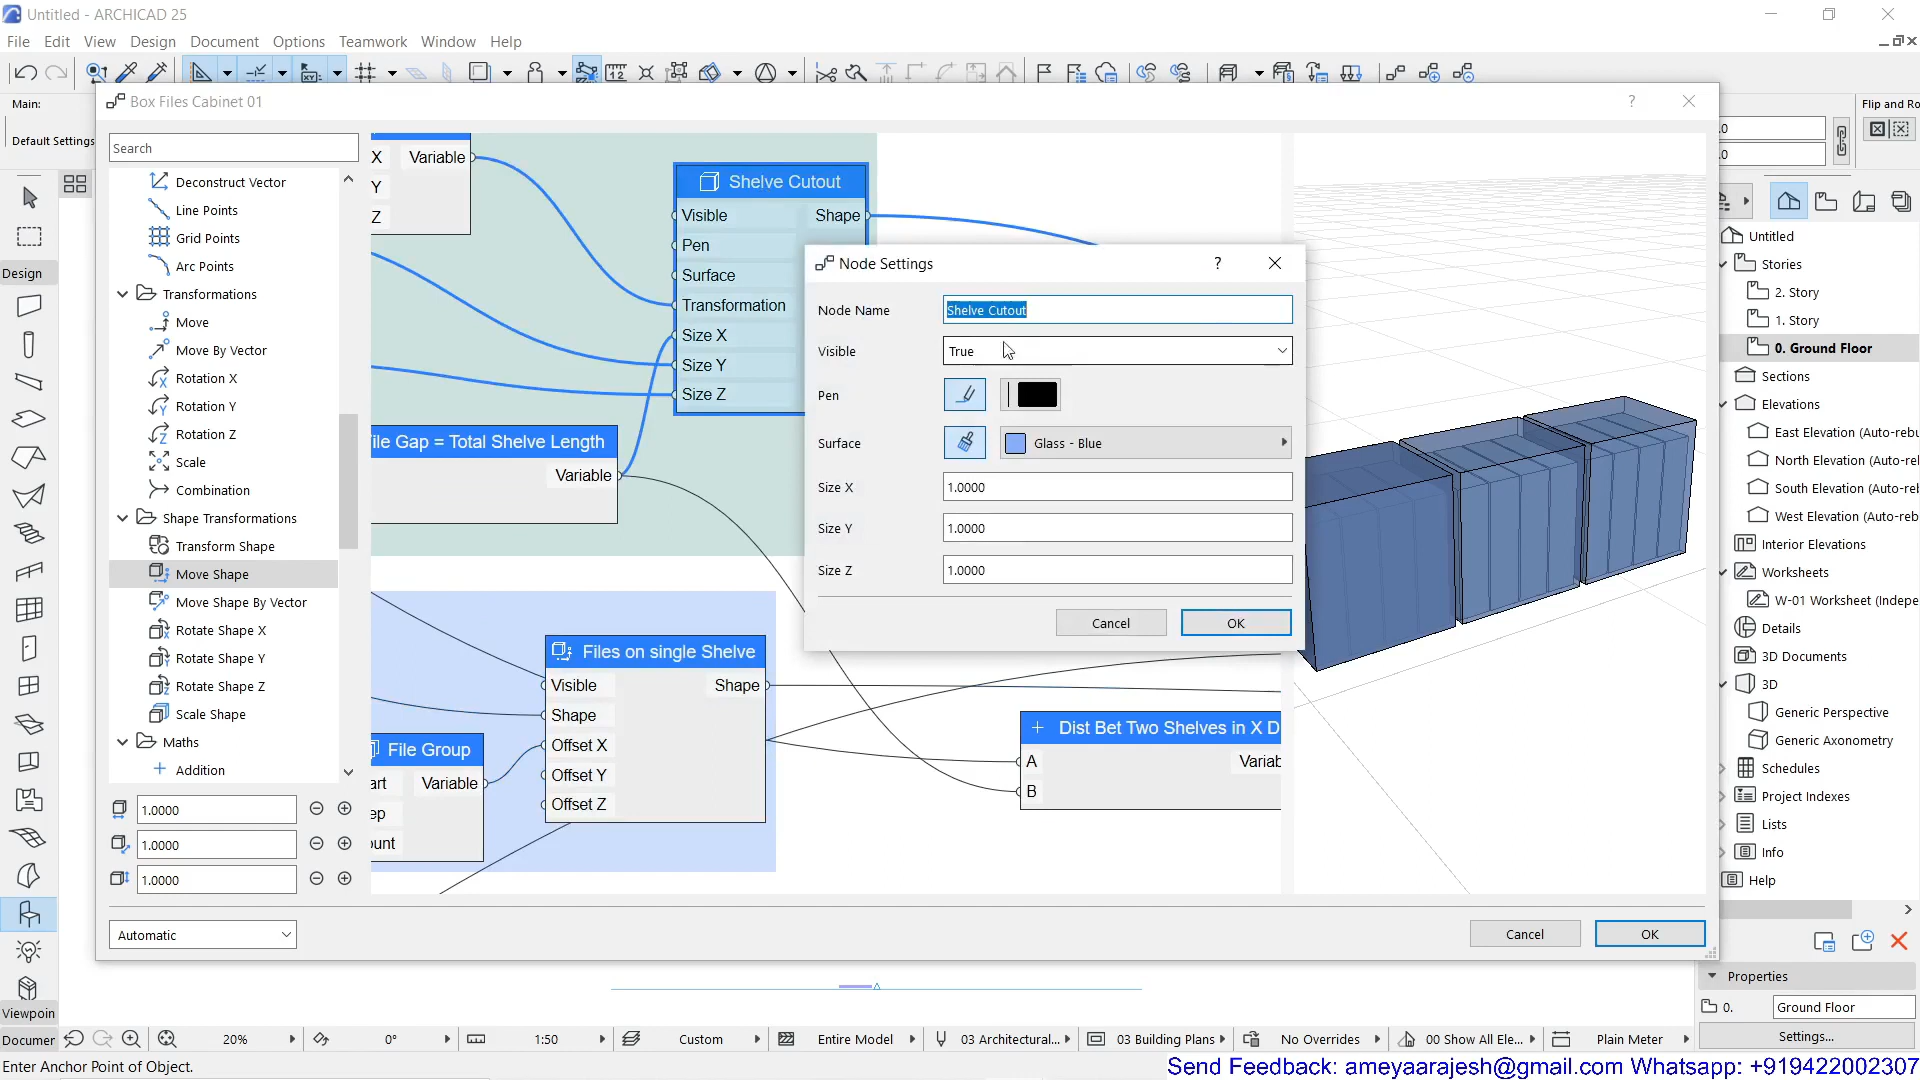 Untitled - ARCHICAD 25
File Edit View Design Document Options Teamwork Window Help
Main:
Default Settings
Box Files Cabinet 01
?
Flip and Ro
.0
.0
Search
Deconstruct Vector
Line Points
Grid Points
Arc Points
Transformations
Move
Move By Vector
Rotation X
Rotation Y
Rotation Z
Scale
Combination
Shape Transformations
Transform Shape
Move Shape
Move Shape By Vector
Rotate Shape X
Rotate Shape Y
Rotate Shape Z
Scale Shape
Maths
Addition
1.0000
1.0000
1.0000
Automatic
X Variable
Y
Z
Shelve Cutout
Visible Shape
Pen
Surface
Transformation
Size X
Size Y
Size Z
ile Gap = Total Shelve Length
Variable
Files on single Shelve
Visible Shape
Shape
Offset X
Offset Y
Offset Z
File Group
art Variable
ep
ount
Dist Bet Two Shelves in X D
A Variab
B
Node Settings
?
Node Name Shelve Cutout
Visible True
Pen
Surface Glass - Blue
Size X 1.0000
Size Y 1.0000
Size Z 1.0000
Cancel OK
Cancel OK
Design
Viewpoin
Documer
Untitled
Stories
2. Story
1. Story
0. Ground Floor
Sections
Elevations
East Elevation (Auto-rebu
North Elevation (Auto-rel
South Elevation (Auto-reb
West Elevation (Auto-reb
Interior Elevations
Worksheets
W-01 Worksheet (Indepe
Details
3D Documents
3D
Generic Perspective
Generic Axonometry
Schedules
Project Indexes
Lists
Info
Help
Properties
0. Ground Floor
Settings...
20% 0° 1:50 Custom Entire Model 03 Architectural... 03 Building Plans No Overrides 00 Show All Ele... Plain Meter
Enter Anchor Point of Object.
Send Feedback: ameyaarajesh@gmail.com Whatsapp: +919422002307